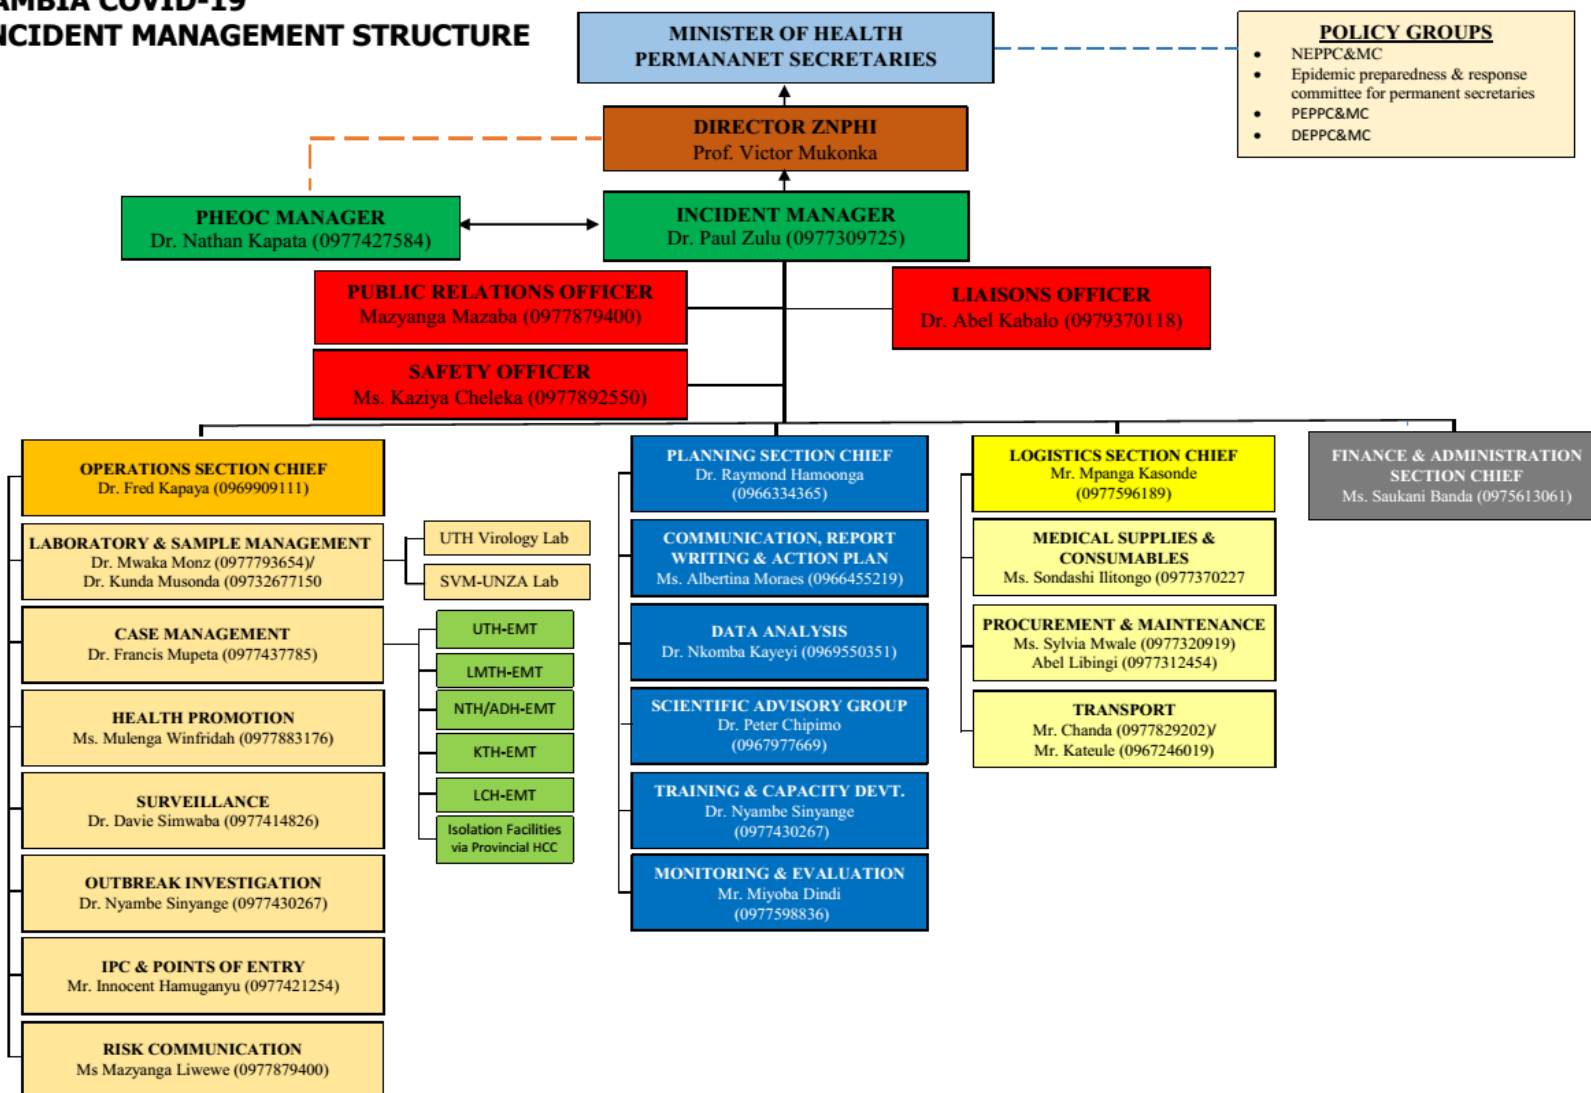 AMBIA COVID-19
NCIDENT MANAGEMENT STRUCTURE
MINISTER OF HEALTH
PERMANANET SECRETARIES
POLICY GROUPS
• NEPPC&MC
• Epidemic preparedness & response
committee for permanent secretaries
• PEPPC&MC
• DEPPC&MC
DIRECTOR ZNPHI
Prof. Victor Mukonka
PHEOC MANAGER
Dr. Nathan Kapata (0977427584)
INCIDENT MANAGER
Dr. Paul Zulu (0977309725)
PUBLIC RELATIONS OFFICER
Mazyanga Mazaba (0977879400)
LIAISONS OFFICER
Dr. Abel Kabalo (0979370118)
SAFETY OFFICER
Ms. Kaziya Cheleka (0977892550)
OPERATIONS SECTION CHIEF
Dr. Fred Kapaya (0969909111)
LABORATORY & SAMPLE MANAGEMENT
Dr. Mwaka Monz (0977793654)/
Dr. Kunda Musonda (09732677150
UTH Virology Lab
SVM-UNZA Lab
CASE MANAGEMENT
Dr. Francis Mupeta (0977437785)
UTH-EMT
LMTH-EMT
NTH/ADH-EMT
KTH-EMT
LCH-EMT
Isolation Facilities
via Provincial HCC
HEALTH PROMOTION
Ms. Mulenga Winfridah (0977883176)
SURVEILLANCE
Dr. Davie Simwaba (0977414826)
OUTBREAK INVESTIGATION
Dr. Nyambe Sinyange (0977430267)
IPC & POINTS OF ENTRY
Mr. Innocent Hamuganyu (0977421254)
RISK COMMUNICATION
Ms Mazyanga Liwewe (0977879400)
PLANNING SECTION CHIEF
Dr. Raymond Hamoonga
(0966334365)
COMMUNICATION, REPORT
WRITING & ACTION PLAN
Ms. Albertina Moraes (0966455219)
DATA ANALYSIS
Dr. Nkomba Kayeyi (0969550351)
SCIENTIFIC ADVISORY GROUP
Dr. Peter Chipimo
(0967977669)
TRAINING & CAPACITY DEVT.
Dr. Nyambe Sinyange
(0977430267)
MONITORING & EVALUATION
Mr. Miyoba Dindi
(0977598836)
LOGISTICS SECTION CHIEF
Mr. Mpanga Kasonde
(0977596189)
MEDICAL SUPPLIES &
CONSUMABLES
Ms. Sondashi Ilitongo (0977370227
PROCUREMENT & MAINTENANCE
Ms. Sylvia Mwale (0977320919)
Abel Libingi (0977312454)
TRANSPORT
Mr. Chanda (0977829202)/
Mr. Kateule (0967246019)
FINANCE & ADMINISTRATION
SECTION CHIEF
Ms. Saukani Banda (0975613061)